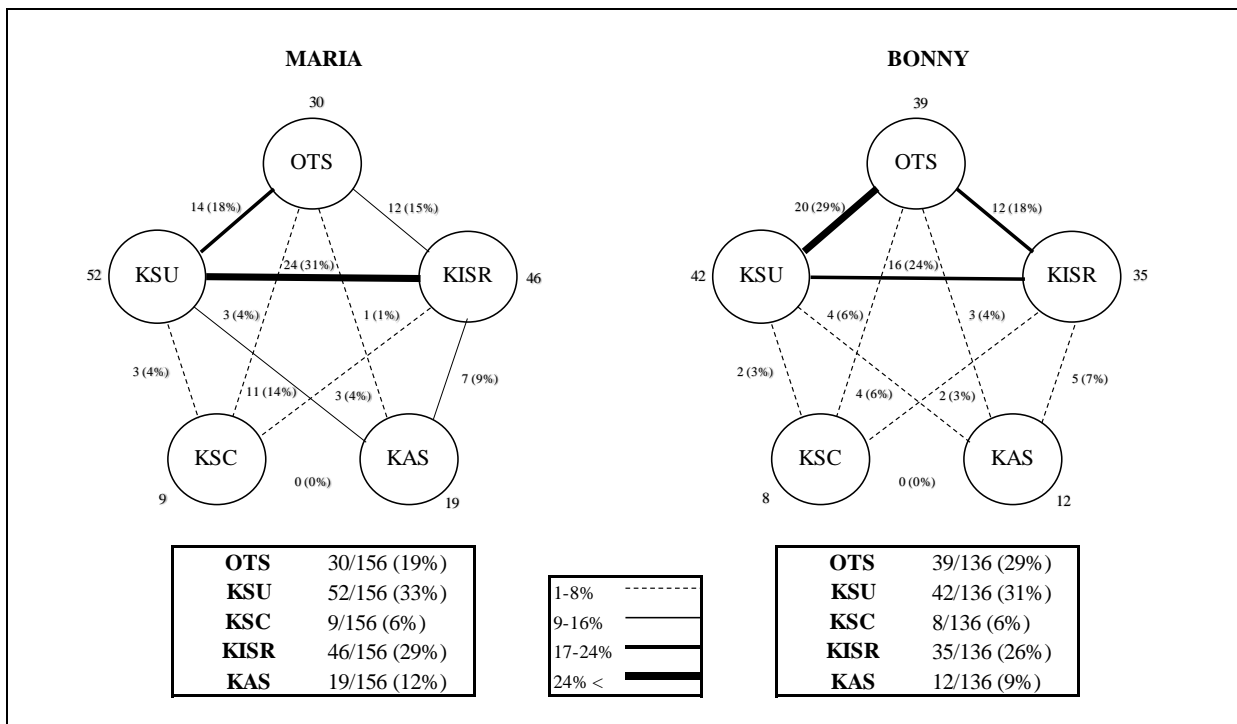 MARIA
30
OTS
14 (18%)
12 (15%)
52
KSU
24 (31%)
KISR
46
3 (4%)
1 (1%)
3 (4%)
11 (14%)
3 (4%)
7 (9%)
KSC
KAS
9
0 (0%)
19
OTS 30/156 (19%)
KSU 52/156 (33%)
KSC 9/156 (6%)
KISR 46/156 (29%)
KAS 19/156 (12%)
1-8%
9-16%
17-24%
24% <
BONNY
39
OTS
20 (29%)
12 (18%)
42
KSU
16 (24%)
KISR
35
4 (6%)
3 (4%)
2 (3%)
4 (6%)
2 (3%)
5 (7%)
KSC
KAS
8
0 (0%)
12
OTS 39/136 (29%)
KSU 42/136 (31%)
KSC 8/136 (6%)
KISR 35/136 (26%)
KAS 12/136 (9%)